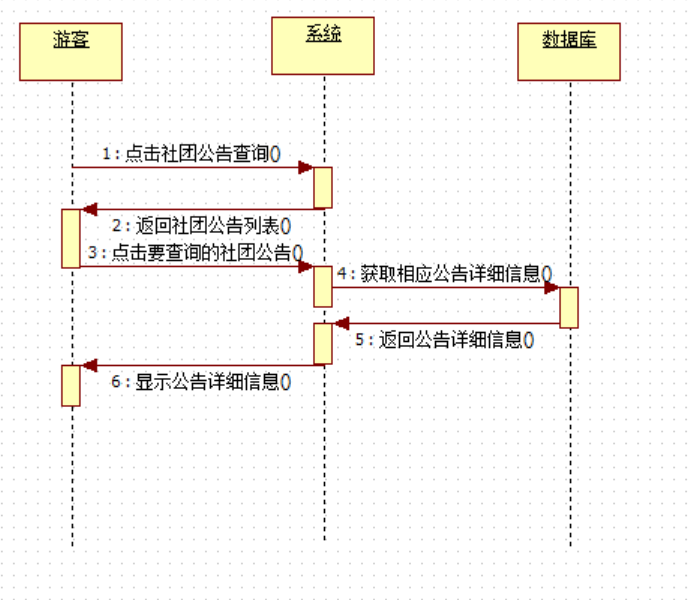 游客
系统
数据库
1 : 点击社团公告查询()
2 : 返回社团公告列表()
3 : 点击要查询的社团公告()
4 : 获取相应公告详细信息()
5 : 返回公告详细信息()
6 : 显示公告详细信息()